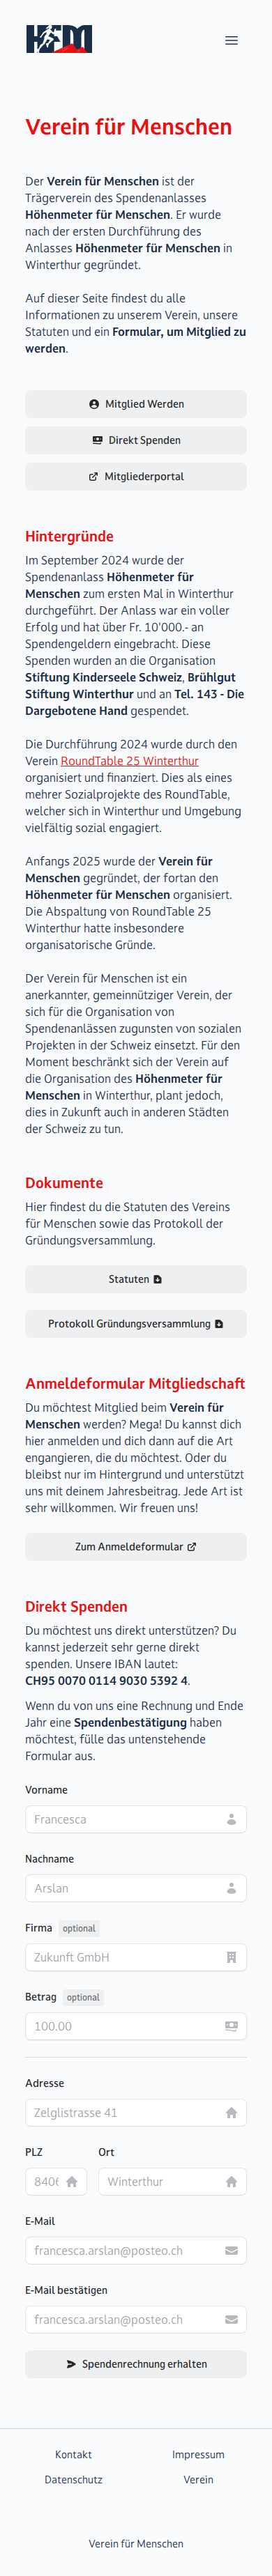 HFM
Verein für Menschen
Der Verein für Menschen ist der
Trägerverein des Spendenanlasses
Höhenmeter für Menschen. Er wurde
nach der ersten Durchführung des
Anlasses Höhenmeter für Menschen in
Winterthur gegründet.
Auf dieser Seite findest du alle
Informationen zu unserem Verein, unsere
Statuten und ein Formular, um Mitglied zu
werden.
Mitglied Werden
Direkt Spenden
Mitgliederportal
Hintergründe
Im September 2024 wurde der
Spendenanlass Höhenmeter für
Menschen zum ersten Mal in Winterthur
durchgeführt. Der Anlass war ein voller
Erfolg und hat über Fr. 10'000.- an
Spendengeldern eingebracht. Diese
Spenden wurden an die Organisation
Stiftung Kinderseele Schweiz, Brühlgut
Stiftung Winterthur und an Tel. 143 - Die
Dargebotene Hand gespendet.
Die Durchführung 2024 wurde durch den
Verein RoundTable 25 Winterthur
organisiert und finanziert. Dies als eines
mehrer Sozialprojekte des RoundTable,
welcher sich in Winterthur und Umgebung
vielfältig sozial engagiert.
Anfangs 2025 wurde der Verein für
Menschen gegründet, der fortan den
Höhenmeter für Menschen organisiert.
Die Abspaltung von RoundTable 25
Winterthur hatte insbesondere
organisatorische Gründe.
Der Verein für Menschen ist ein
anerkannter, gemeinnütziger Verein, der
sich für die Organisation von
Spendenanlässen zugunsten von sozialen
Projekten in der Schweiz einsetzt. Für den
Moment beschränkt sich der Verein auf
die Organisation des Höhenmeter für
Menschen in Winterthur, plant jedoch,
dies in Zukunft auch in anderen Städten
der Schweiz zu tun.
Dokumente
Hier findest du die Statuten des Vereins
für Menschen sowie das Protokoll der
Gründungsversammlung.
Statuten
Protokoll Gründungsversammlung
Anmeldeformular Mitgliedschaft
Du möchtest Mitglied beim Verein für
Menschen werden? Mega! Du kannst dich
hier anmelden und dich dann auf die Art
engangieren, die du möchtest. Oder du
bleibst nur im Hintergrund und unterstützt
uns mit deinem Jahresbeitrag. Jede Art ist
sehr willkommen. Wir freuen uns!
Zum Anmeldeformular
Direkt Spenden
Du möchtest uns direkt unterstützen? Du
kannst jederzeit sehr gerne direkt
spenden. Unsere IBAN lautet:
CH95 0070 0114 9030 5392 4.
Wenn du von uns eine Rechnung und Ende
Jahr eine Spendenbestätigung haben
möchtest, fülle das untenstehende
Formular aus.
Vorname
Francesca
Nachname
Arslan
Firma optional
Zukunft GmbH
Betrag optional
100.00
Adresse
Zelglistrasse 41
PLZ Ort
8406 Winterthur
E-Mail
francesca.arslan@posteo.ch
E-Mail bestätigen
francesca.arslan@posteo.ch
Spendenrechnung erhalten
Kontakt Impressum
Datenschutz Verein
Verein für Menschen